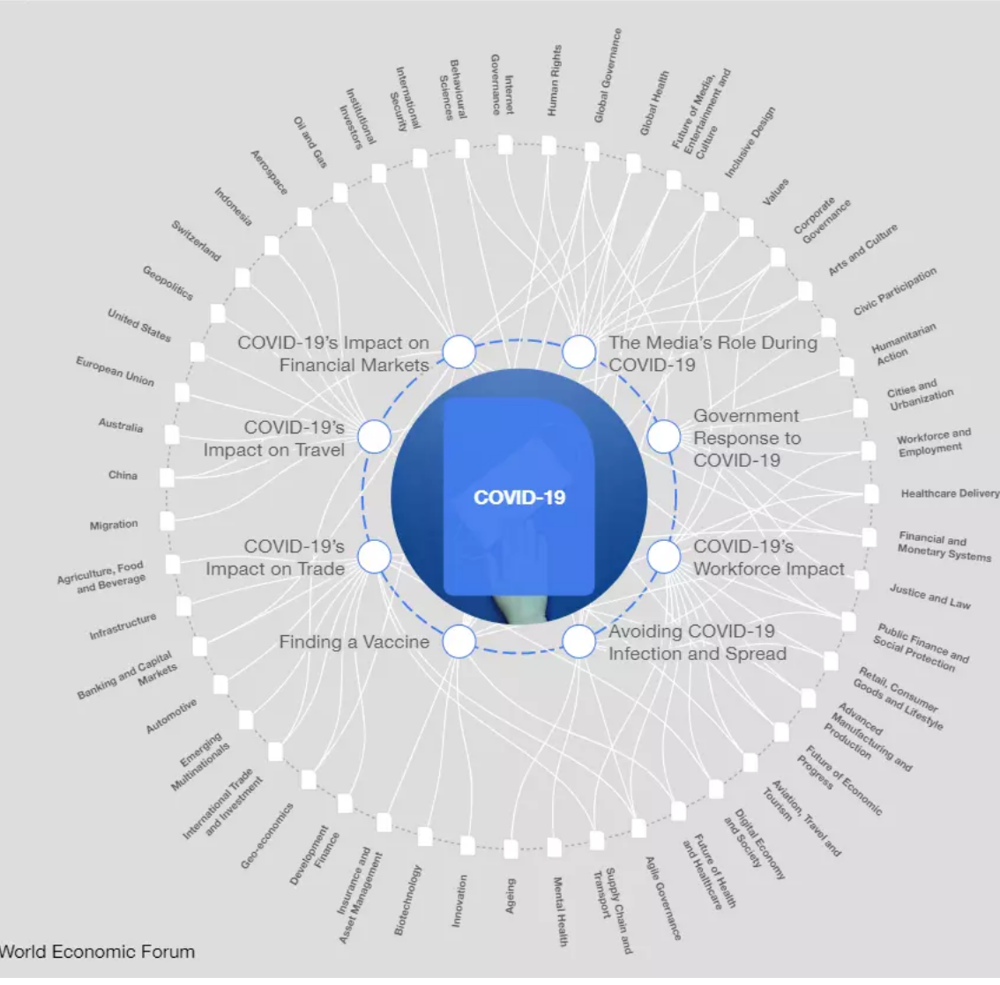 Human Rights
Global Governance
Global Health
Future of Media,
Entertainment and
Culture
Inclusive Design
Values
Corporate
Governance
Arts and Culture
Civic Participation
Humanitarian
Action
Cities and
Urbanization
Workforce and
Employment
Healthcare Delivery
Financial and
Monetary Systems
Justice and Law
Public Finance and
Social Protection
Retail, Consumer
Goods and Lifestyle
Advanced
Manufacturing and
Production
Future of Economic
Progress
Aviation, Travel and
Tourism
Digital Economy
and Society
Future of Health
and Healthcare
Agile Governance
Supply Chain and
Transport
Mental Health
Ageing
Innovation
Biotechnology
Insurance and
Asset Management
Development
Finance
Geo-economics
International Trade
and Investment
Emerging
Multinationals
Automotive
Banking and Capital
Markets
Infrastructure
Agriculture, Food
and Beverage
Migration
China
Australia
European Union
United States
Geopolitics
Switzerland
Indonesia
Aerospace
Oil and Gas
Institutional
Investors
International
Security
Behavioural
Sciences
Internet
Governance
COVID-19's Impact on
Financial Markets
The Media's Role During
COVID-19
COVID-19's
Impact on Travel
Government
Response to
COVID-19
COVID-19
COVID-19's
Impact on Trade
COVID-19's
Workforce Impact
Finding a Vaccine
Avoiding COVID-19
Infection and Spread
World Economic Forum